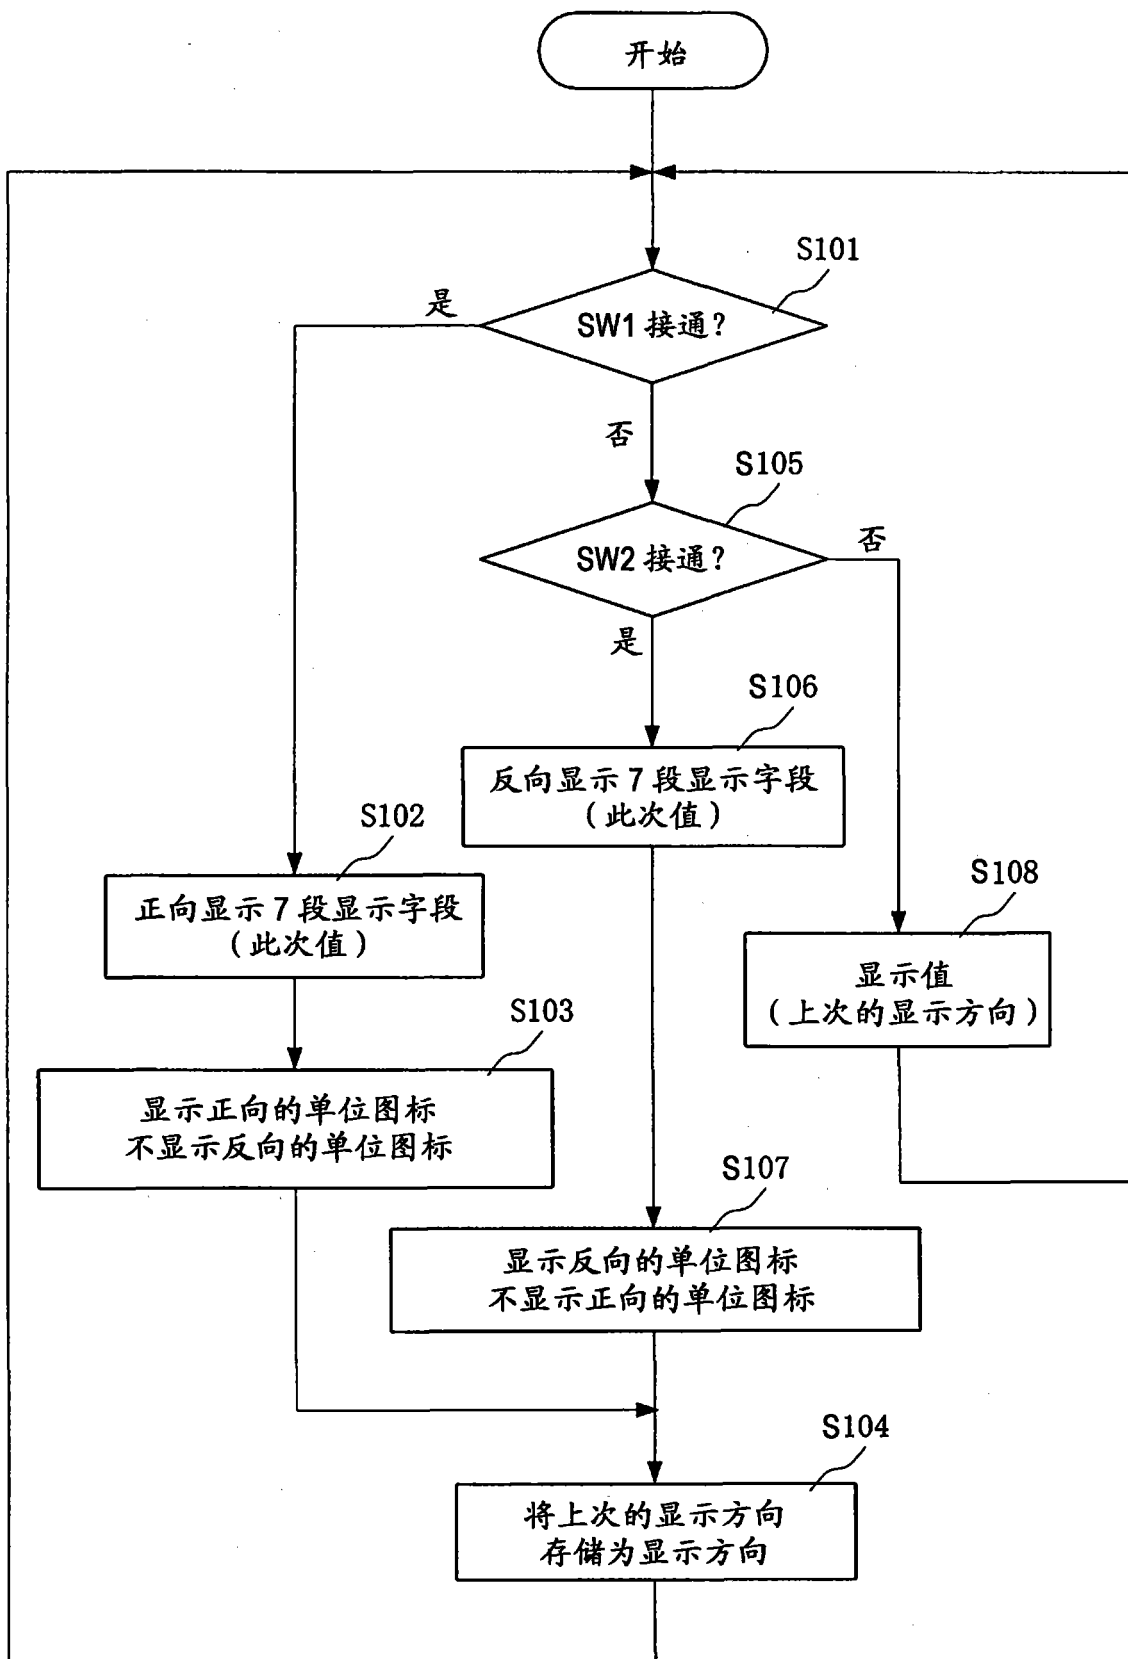 开始
S101
是
SW1 接通?
否
S105
否
SW2 接通?
是
S106
反向显示 7 段显示字段
(此次值)
S102
正向显示 7 段显示字段
(此次值)
S108
显示值
(上次的显示方向)
S103
显示正向的单位图标
不显示反向的单位图标
S107
显示反向的单位图标
不显示正向的单位图标
S104
将上次的显示方向
存储为显示方向